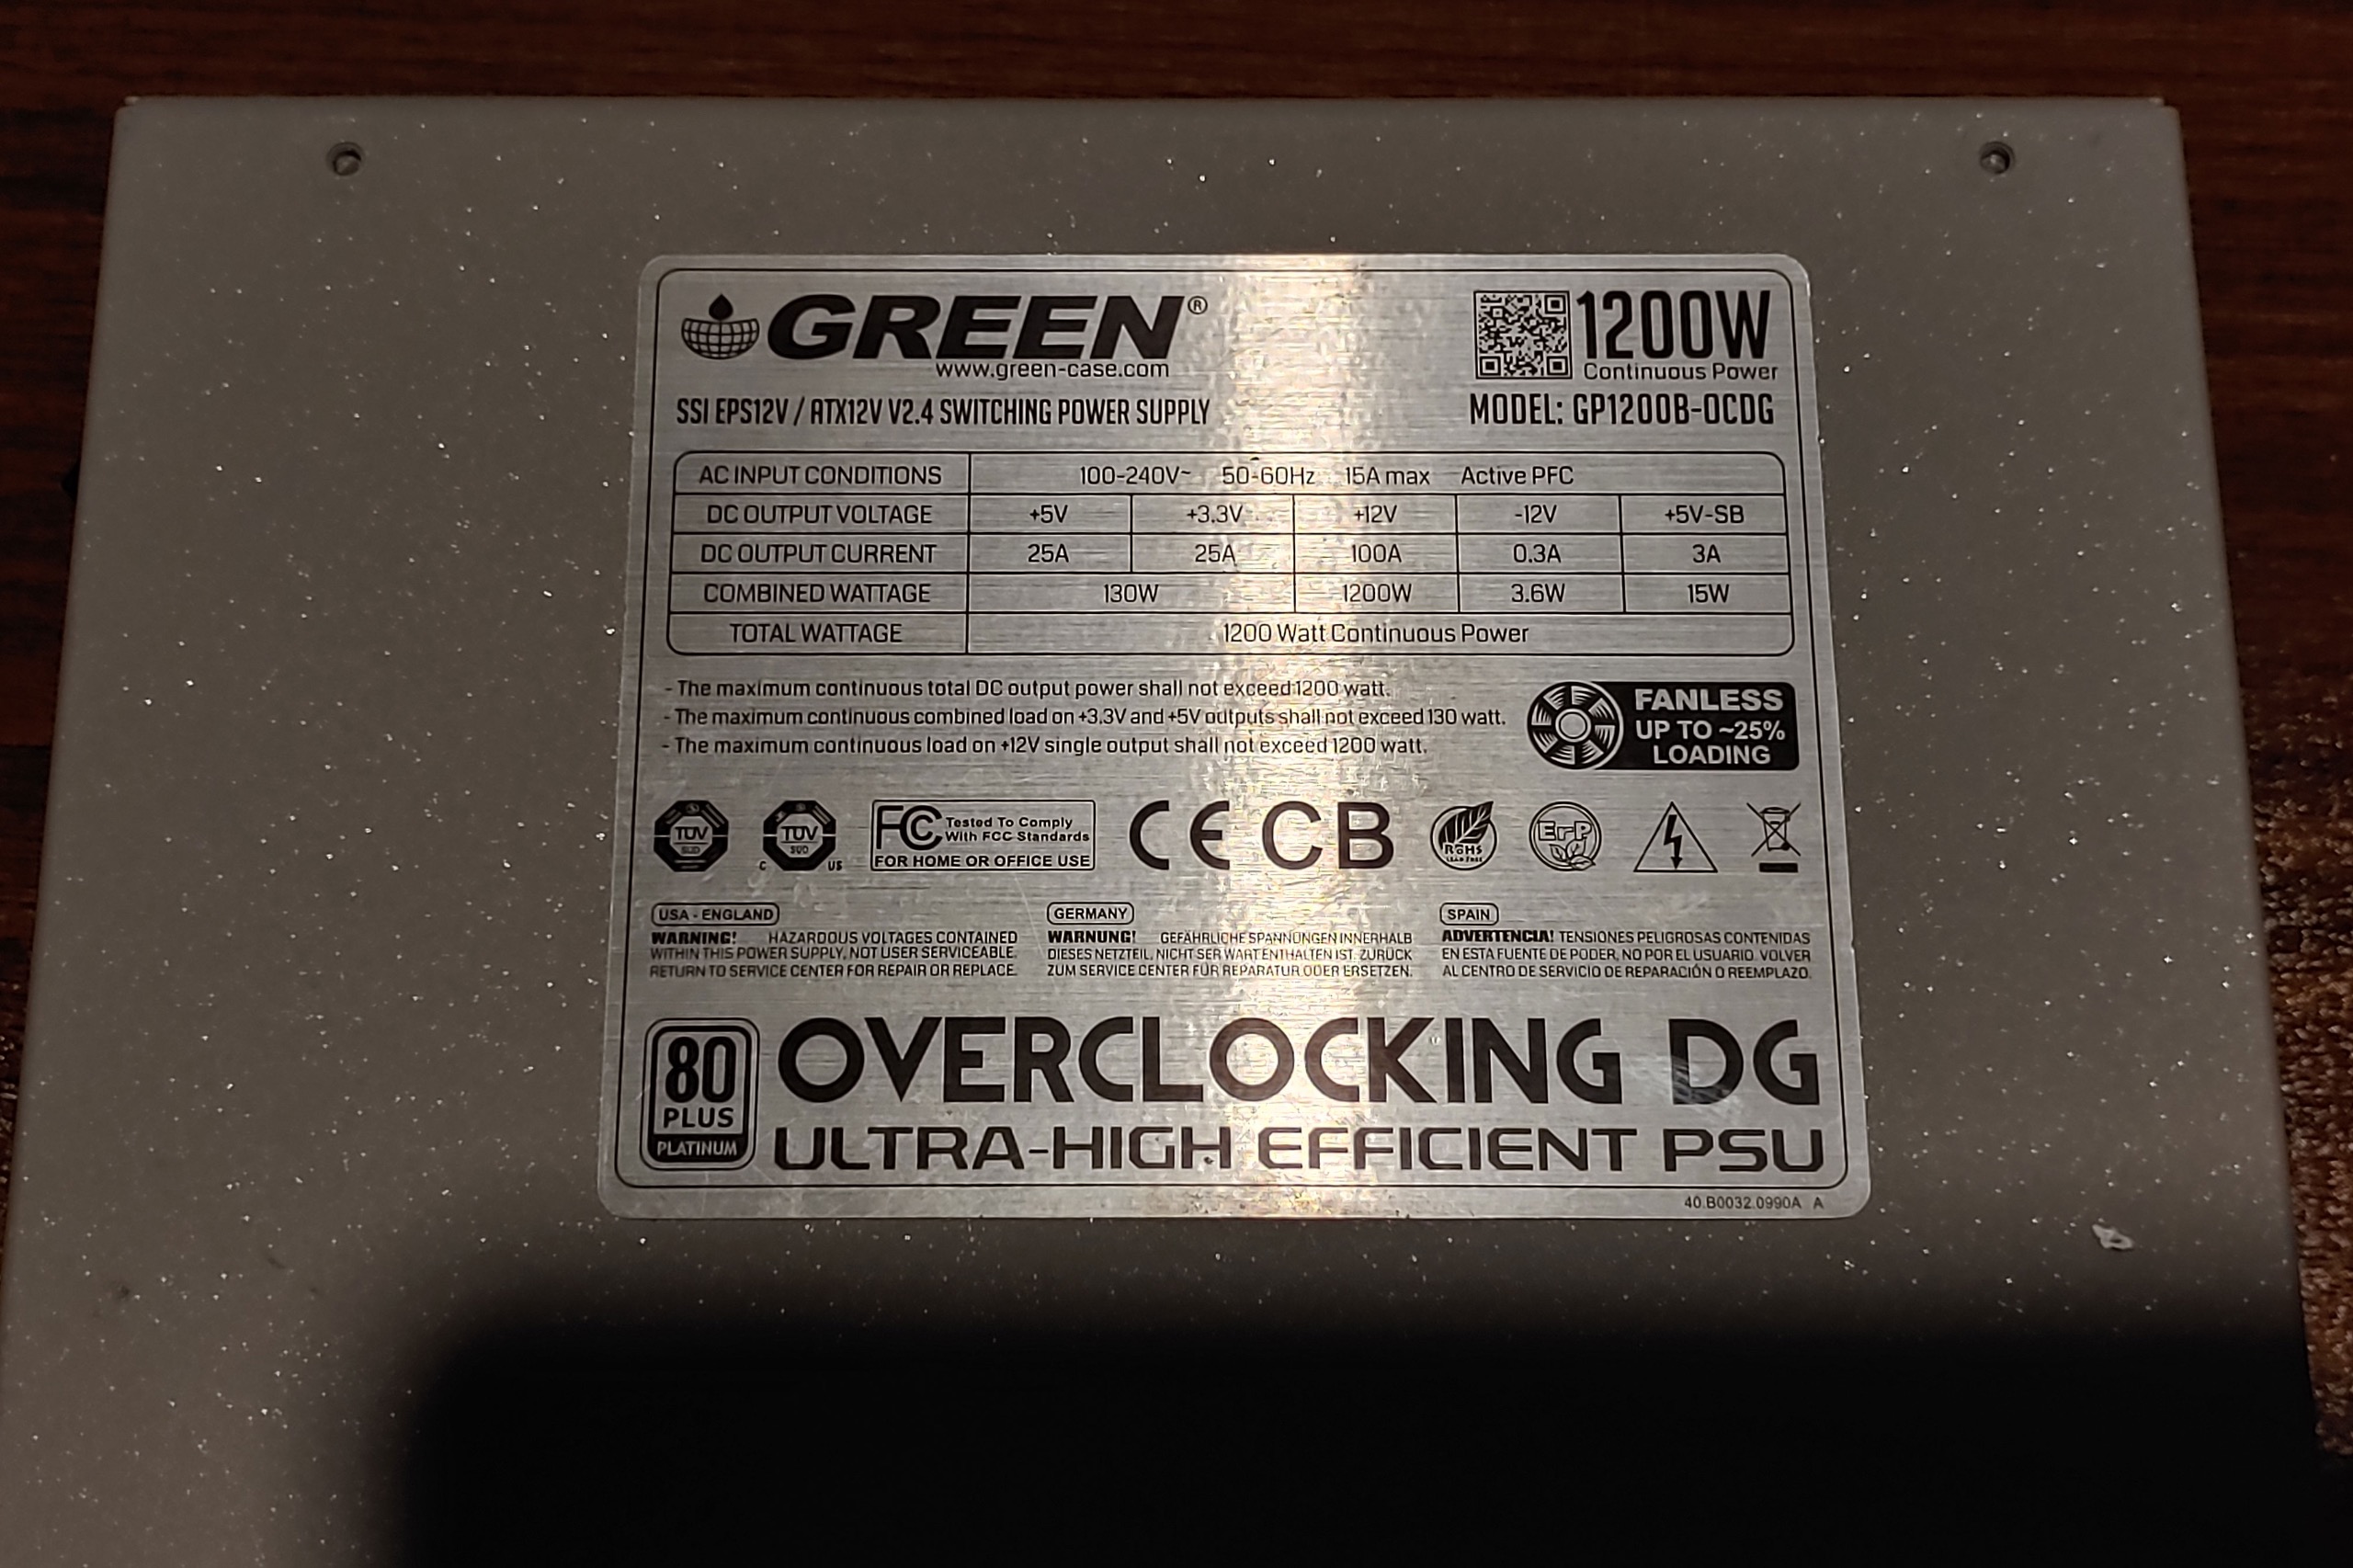 GREEN®
www.green-case.com
1200W
Continuous Power
SSI EPS12V / ATX12V V2.4 SWITCHING POWER SUPPLY
MODEL: GP1200B-OCDG
AC INPUT CONDITIONS 100-240V~ 50-60Hz 15A max Active PFC
DC OUTPUT VOLTAGE +5V +3.3V +12V -12V +5V-SB
DC OUTPUT CURRENT 25A 25A 100A 0.3A 3A
COMBINED WATTAGE 130W 1200W 3.6W 15W
TOTAL WATTAGE 1200 Watt Continuous Power
- The maximum continuous total DC output power shall not exceed 1200 watt.
- The maximum continuous combined load on +3.3V and +5V outputs shall not exceed 130 watt.
- The maximum continuous load on +12V single output shall not exceed 1200 watt.
FANLESS
UP TO ~25%
LOADING
TÜV
SÜD
TÜV
SÜD
C US
FC Tested To Comply
With FCC Standards
FOR HOME OR OFFICE USE
CE CB
RoHS
LEAD FREE
ErP
USA - ENGLAND
WARNING! HAZARDOUS VOLTAGES CONTAINED
WITHIN THIS POWER SUPPLY, NOT USER SERVICEABLE.
RETURN TO SERVICE CENTER FOR REPAIR OR REPLACE.
GERMANY
WARNUNG! GEFÄHRLICHE SPANNUNGEN INNERHALB
DIESES NETZTEIL, NICHT SER WART ENTHALTEN IST. ZURÜCK
ZUM SERVICE CENTER FÜR REPARATUR ODER ERSETZEN.
SPAIN
ADVERTENCIA! TENSIONES PELIGROSAS CONTENIDAS
EN ESTA FUENTE DE PODER, NO POR EL USUARIO. VOLVER
AL CENTRO DE SERVICIO DE REPARACIÓN O REEMPLAZO.
80
PLUS
PLATINUM
OVERCLOCKING DG
ULTRA-HIGH EFFICIENT PSU
40.B0032.0990A A